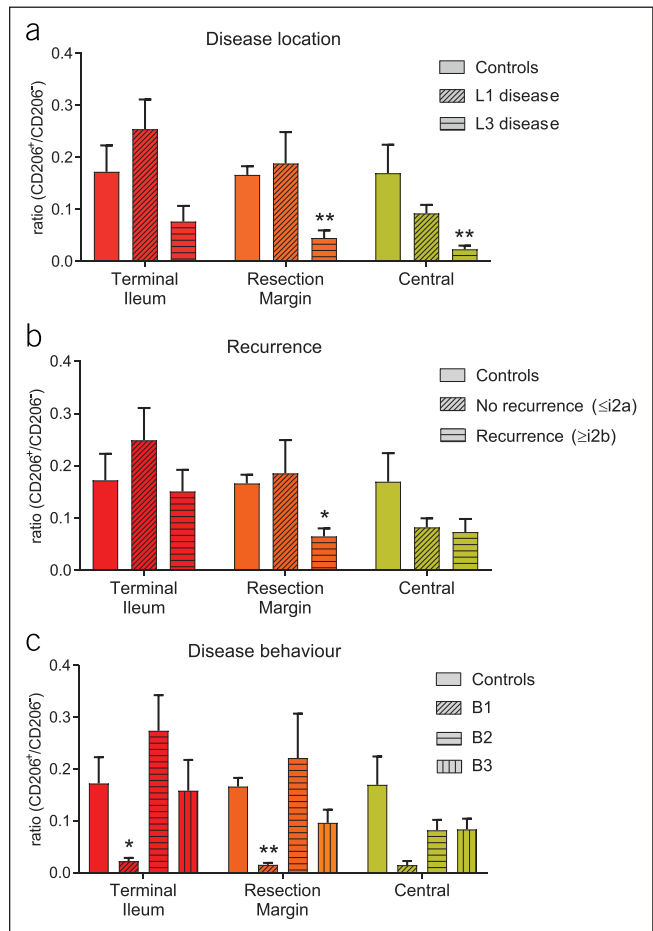 a
Disease location
0.4
0.3
0.2
0.1
0.0
ratio (CD206⁺/CD206⁻)
Controls
L1 disease
L3 disease
**
**
Terminal
Ileum
Resection
Margin
Central
b
Recurrence
0.4
0.3
0.2
0.1
0.0
ratio (CD206⁺/CD206⁻)
Controls
No recurrence (≤i2a)
Recurrence (≥i2b)
*
Terminal
Ileum
Resection
Margin
Central
c
Disease behaviour
0.4
0.3
0.2
0.1
0.0
ratio (CD206⁺/CD206⁻)
Controls
B1
B2
B3
*
**
Terminal
Ileum
Resection
Margin
Central